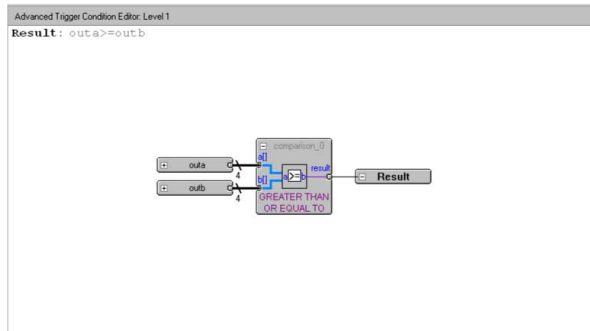 Advanced Trigger Condition Editor: Level 1
Result: outa>=outb
comparison_0
a[]
result
outa
4
a>=b
Result
b[]
outb
4
GREATER THAN
OR EQUAL TO